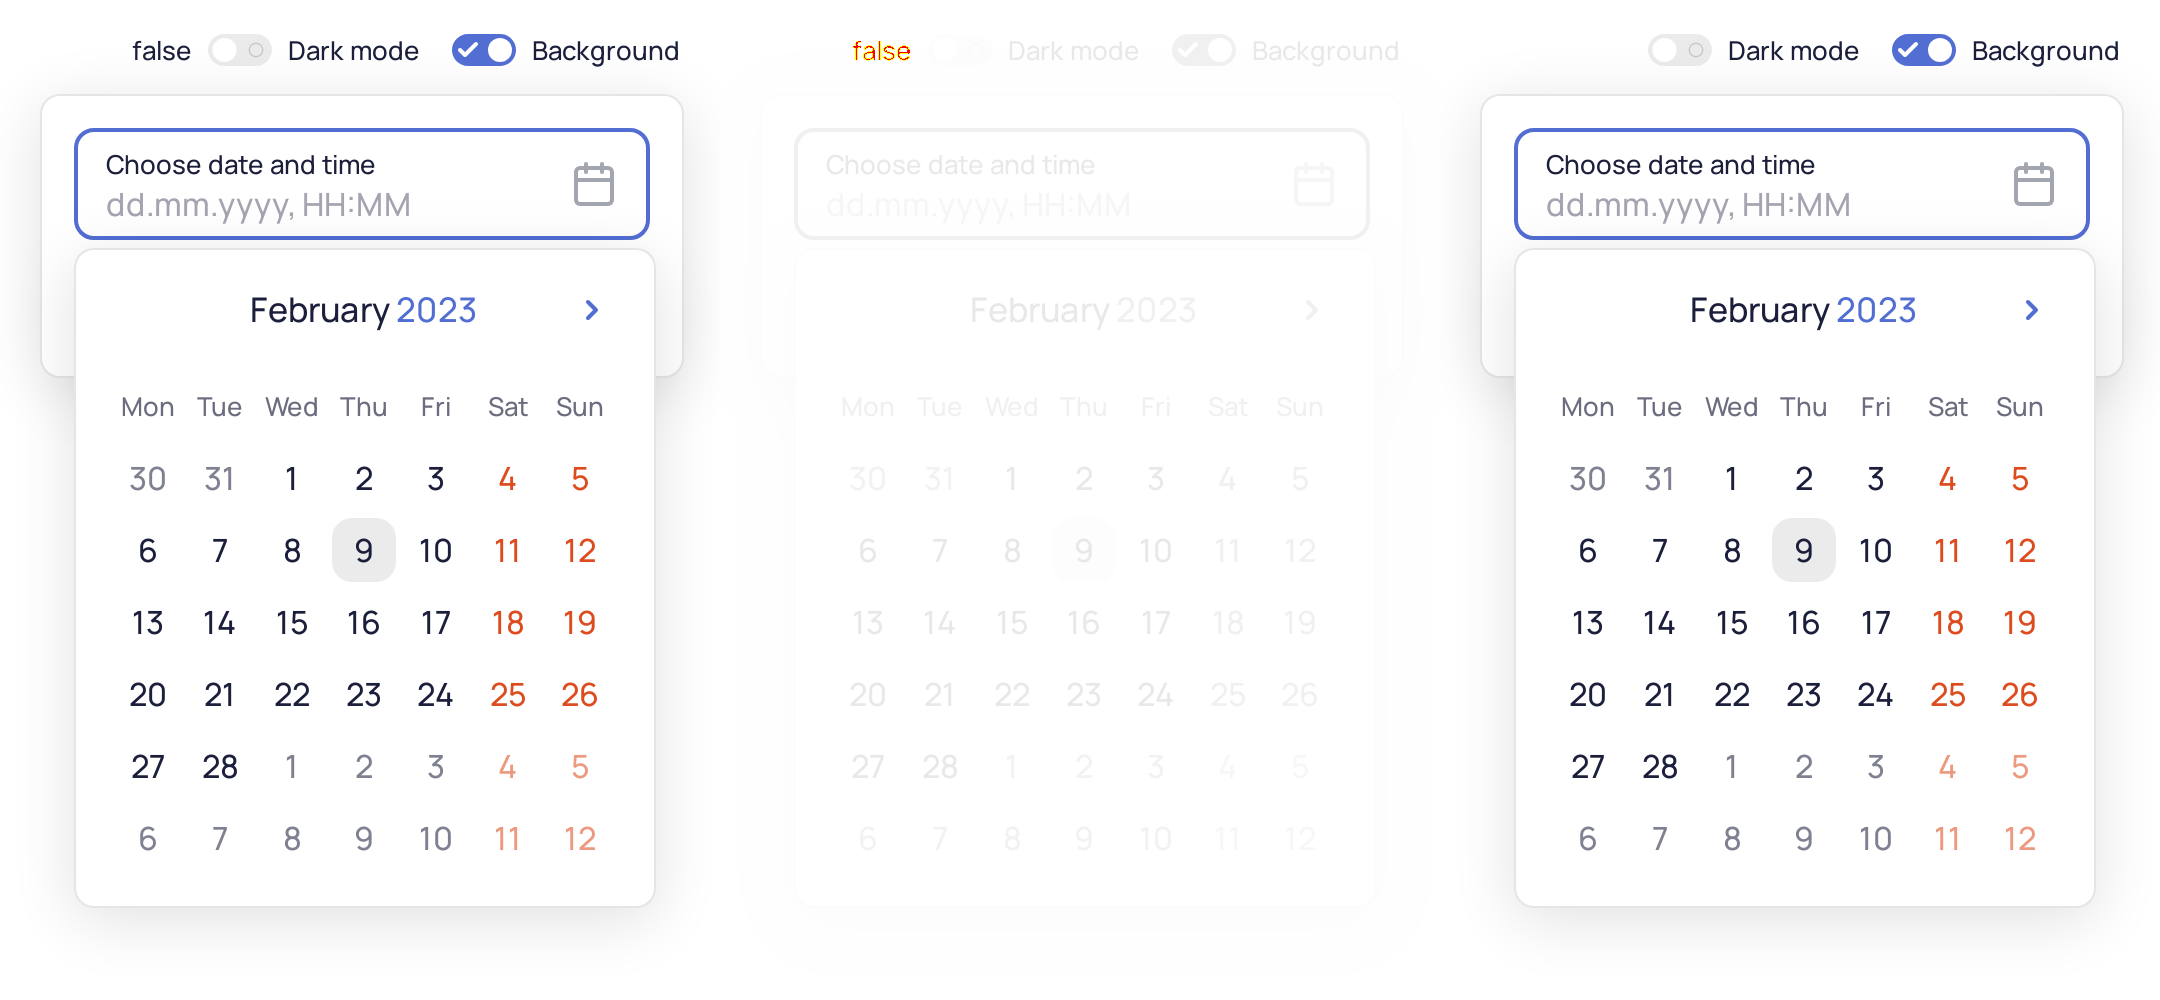 false Dark mode Background
Choose date and time
dd.mm.yyyy, HH:MM
February 2023
Mon Tue Wed Thu Fri Sat Sun
30 31 1 2 3 4 5
6 7 8 9 10 11 12
13 14 15 16 17 18 19
20 21 22 23 24 25 26
27 28 1 2 3 4 5
6 7 8 9 10 11 12
false Dark mode Background
Choose date and time
dd.mm.yyyy, HH:MM
February 2023
Mon Tue Wed Thu Fri Sat Sun
30 31 1 2 3 4 5
6 7 8 9 10 11 12
13 14 15 16 17 18 19
20 21 22 23 24 25 26
27 28 1 2 3 4 5
6 7 8 9 10 11 12
Dark mode Background
Choose date and time
dd.mm.yyyy, HH:MM
February 2023
Mon Tue Wed Thu Fri Sat Sun
30 31 1 2 3 4 5
6 7 8 9 10 11 12
13 14 15 16 17 18 19
20 21 22 23 24 25 26
27 28 1 2 3 4 5
6 7 8 9 10 11 12